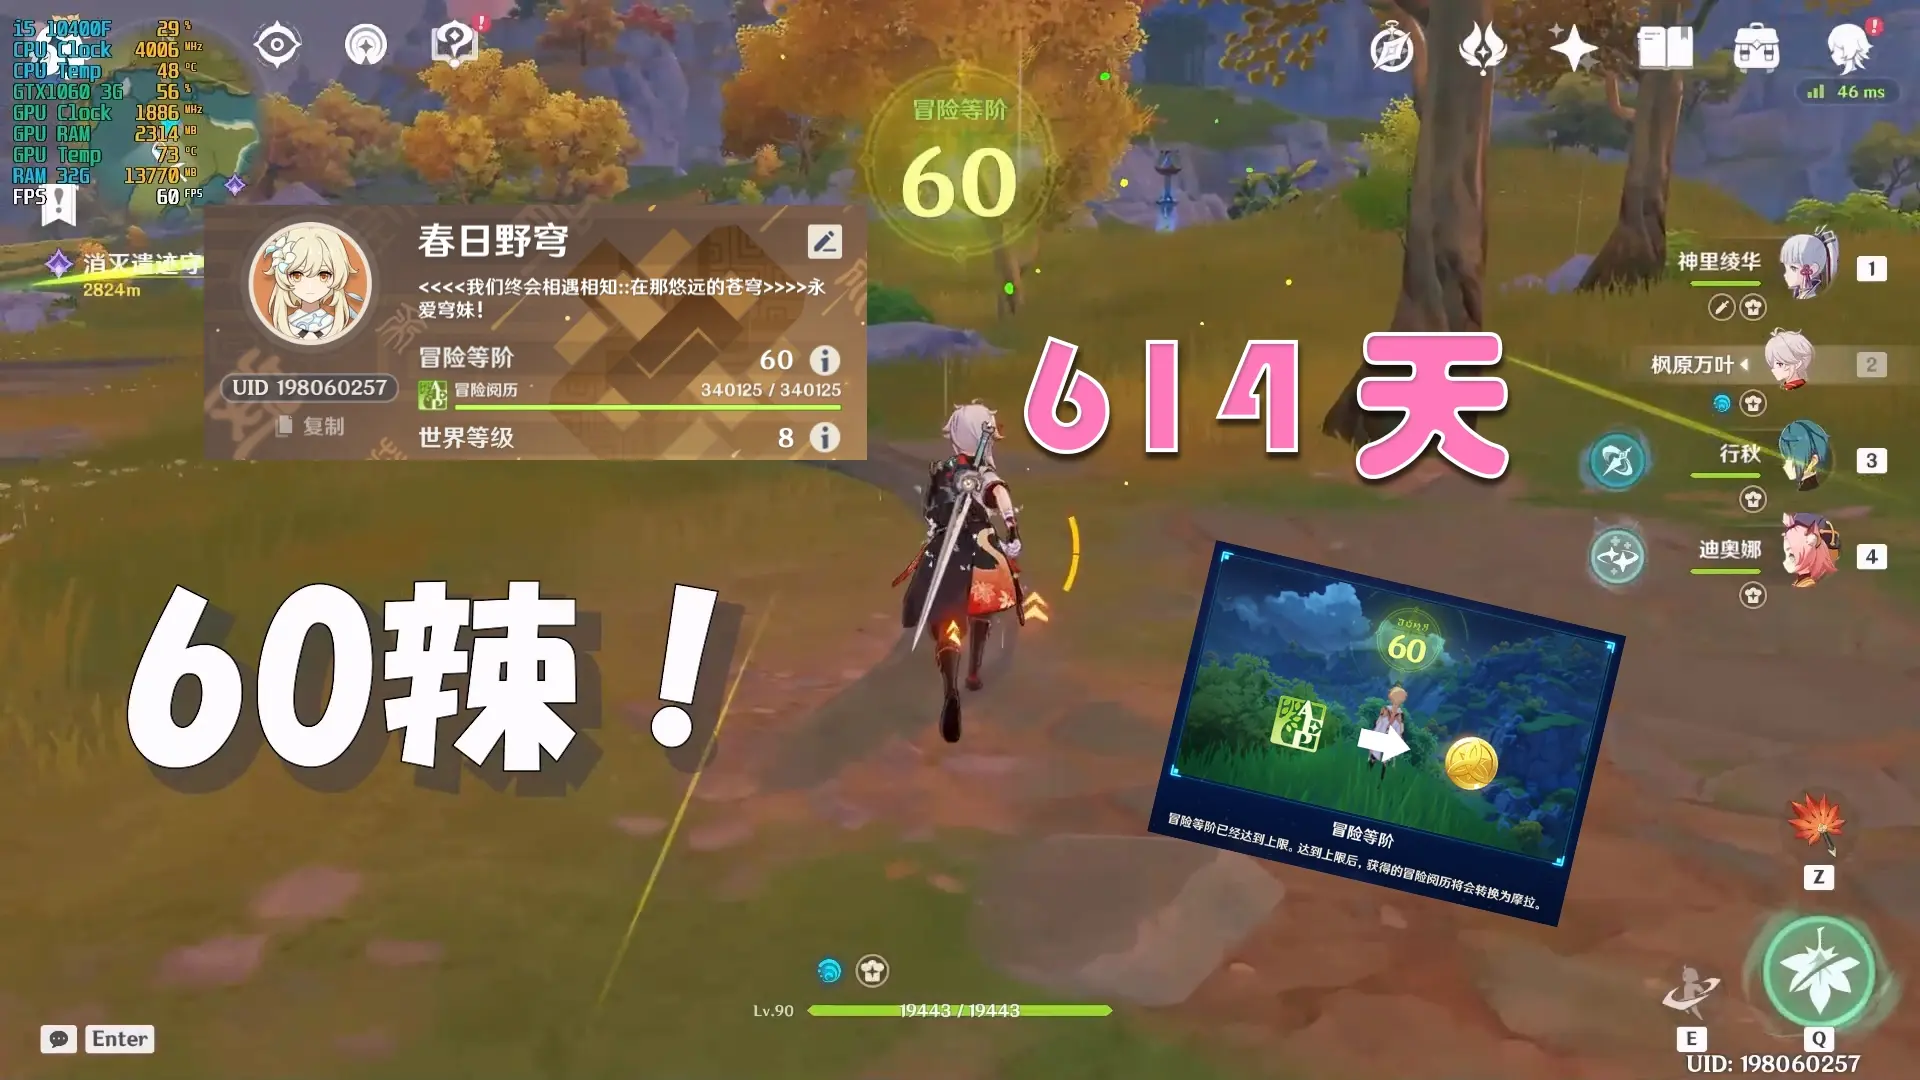 i5 10400F 29 %
CPU Clock 4006 MHz
CPU Temp 48 °C
GTX1060 3G 56 %
GPU Clock 1886 MHz
GPU RAM 2314 MB
GPU Temp 73 °C
RAM 32G 13770 MB
FPS 60 FPS
46 ms
冒险等阶
60
消灭遗迹守
2824m
春日野穹
<<<<我们终会相遇相知::在那悠远的苍穹>>>>永
爱穹妹!
冒险等阶 60
冒险阅历 340125 / 340125
世界等级 8
UID 198060257
复制
614天
神里绫华 1
枫原万叶 2
行秋 3
迪奥娜 4
60辣!
60
冒险等阶
冒险等阶已经达到上限。达到上限后，获得的冒险阅历将会转换为摩拉。
Z
Lv.90 19443 / 19443
Enter
E
Q
UID: 198060257